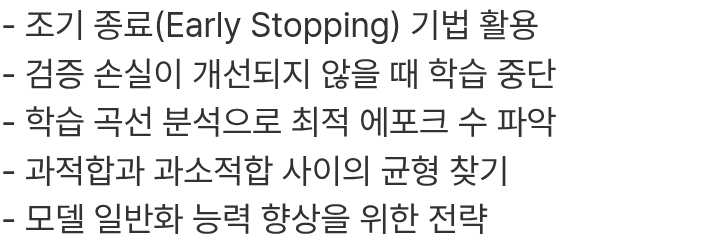 - 조기 종료(Early Stopping) 기법 활용
- 검증 손실이 개선되지 않을 때 학습 중단
- 학습 곡선 분석으로 최적 에포크 수 파악
- 과적합과 과소적합 사이의 균형 찾기
- 모델 일반화 능력 향상을 위한 전략